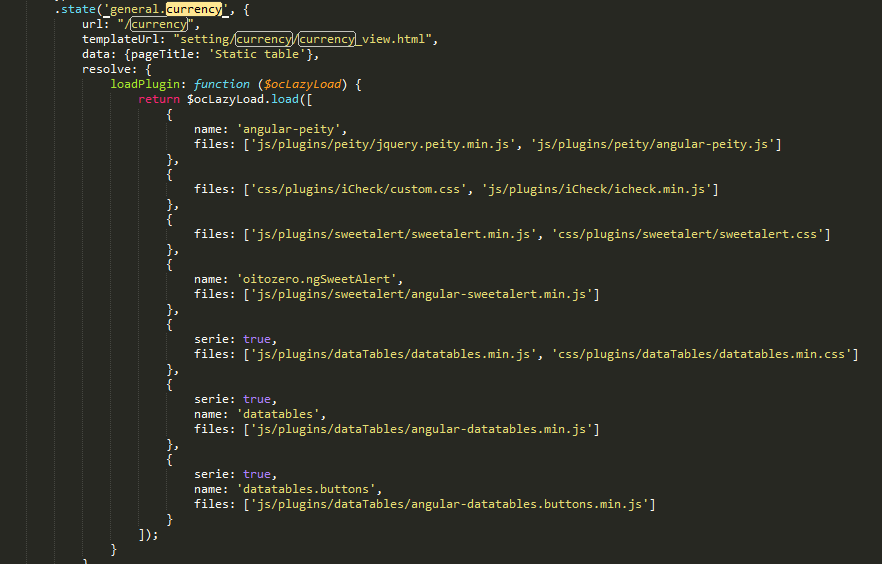 .state('general.currency', {
url: "/currency",
templateUrl: "setting/currency/currency_view.html",
data: {pageTitle: 'Static table'},
resolve: {
loadPlugin: function ($ocLazyLoad) {
return $ocLazyLoad.load([
{
name: 'angular-peity',
files: ['js/plugins/peity/jquery.peity.min.js', 'js/plugins/peity/angular-peity.js']
},
{
files: ['css/plugins/iCheck/custom.css', 'js/plugins/iCheck/icheck.min.js']
},
{
files: ['js/plugins/sweetalert/sweetalert.min.js', 'css/plugins/sweetalert/sweetalert.css']
},
{
name: 'oitozero.ngSweetAlert',
files: ['js/plugins/sweetalert/angular-sweetalert.min.js']
},
{
serie: true,
files: ['js/plugins/dataTables/datatables.min.js', 'css/plugins/dataTables/datatables.min.css']
},
{
serie: true,
name: 'datatables',
files: ['js/plugins/dataTables/angular-datatables.min.js']
},
{
serie: true,
name: 'datatables.buttons',
files: ['js/plugins/dataTables/angular-datatables.buttons.min.js']
}
]);
}